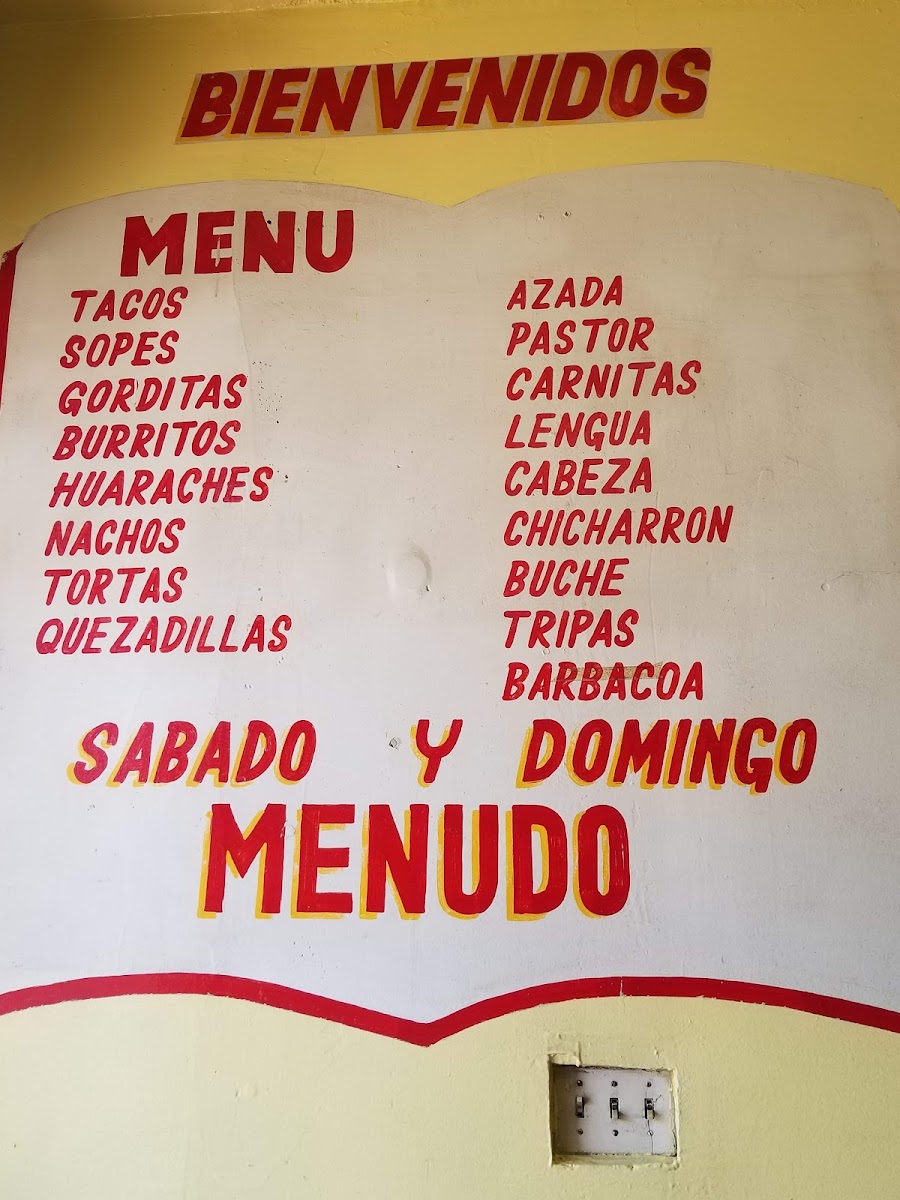 BIENVENIDOS
MENU
TACOS
SOPES
GORDITAS
BURRITOS
HUARACHES
NACHOS
TORTAS
QUEZADILLAS
AZADA
PASTOR
CARNITAS
LENGUA
CABEZA
CHICHARRON
BUCHE
TRIPAS
BARBACOA
SABADO Y DOMINGO
MENUDO